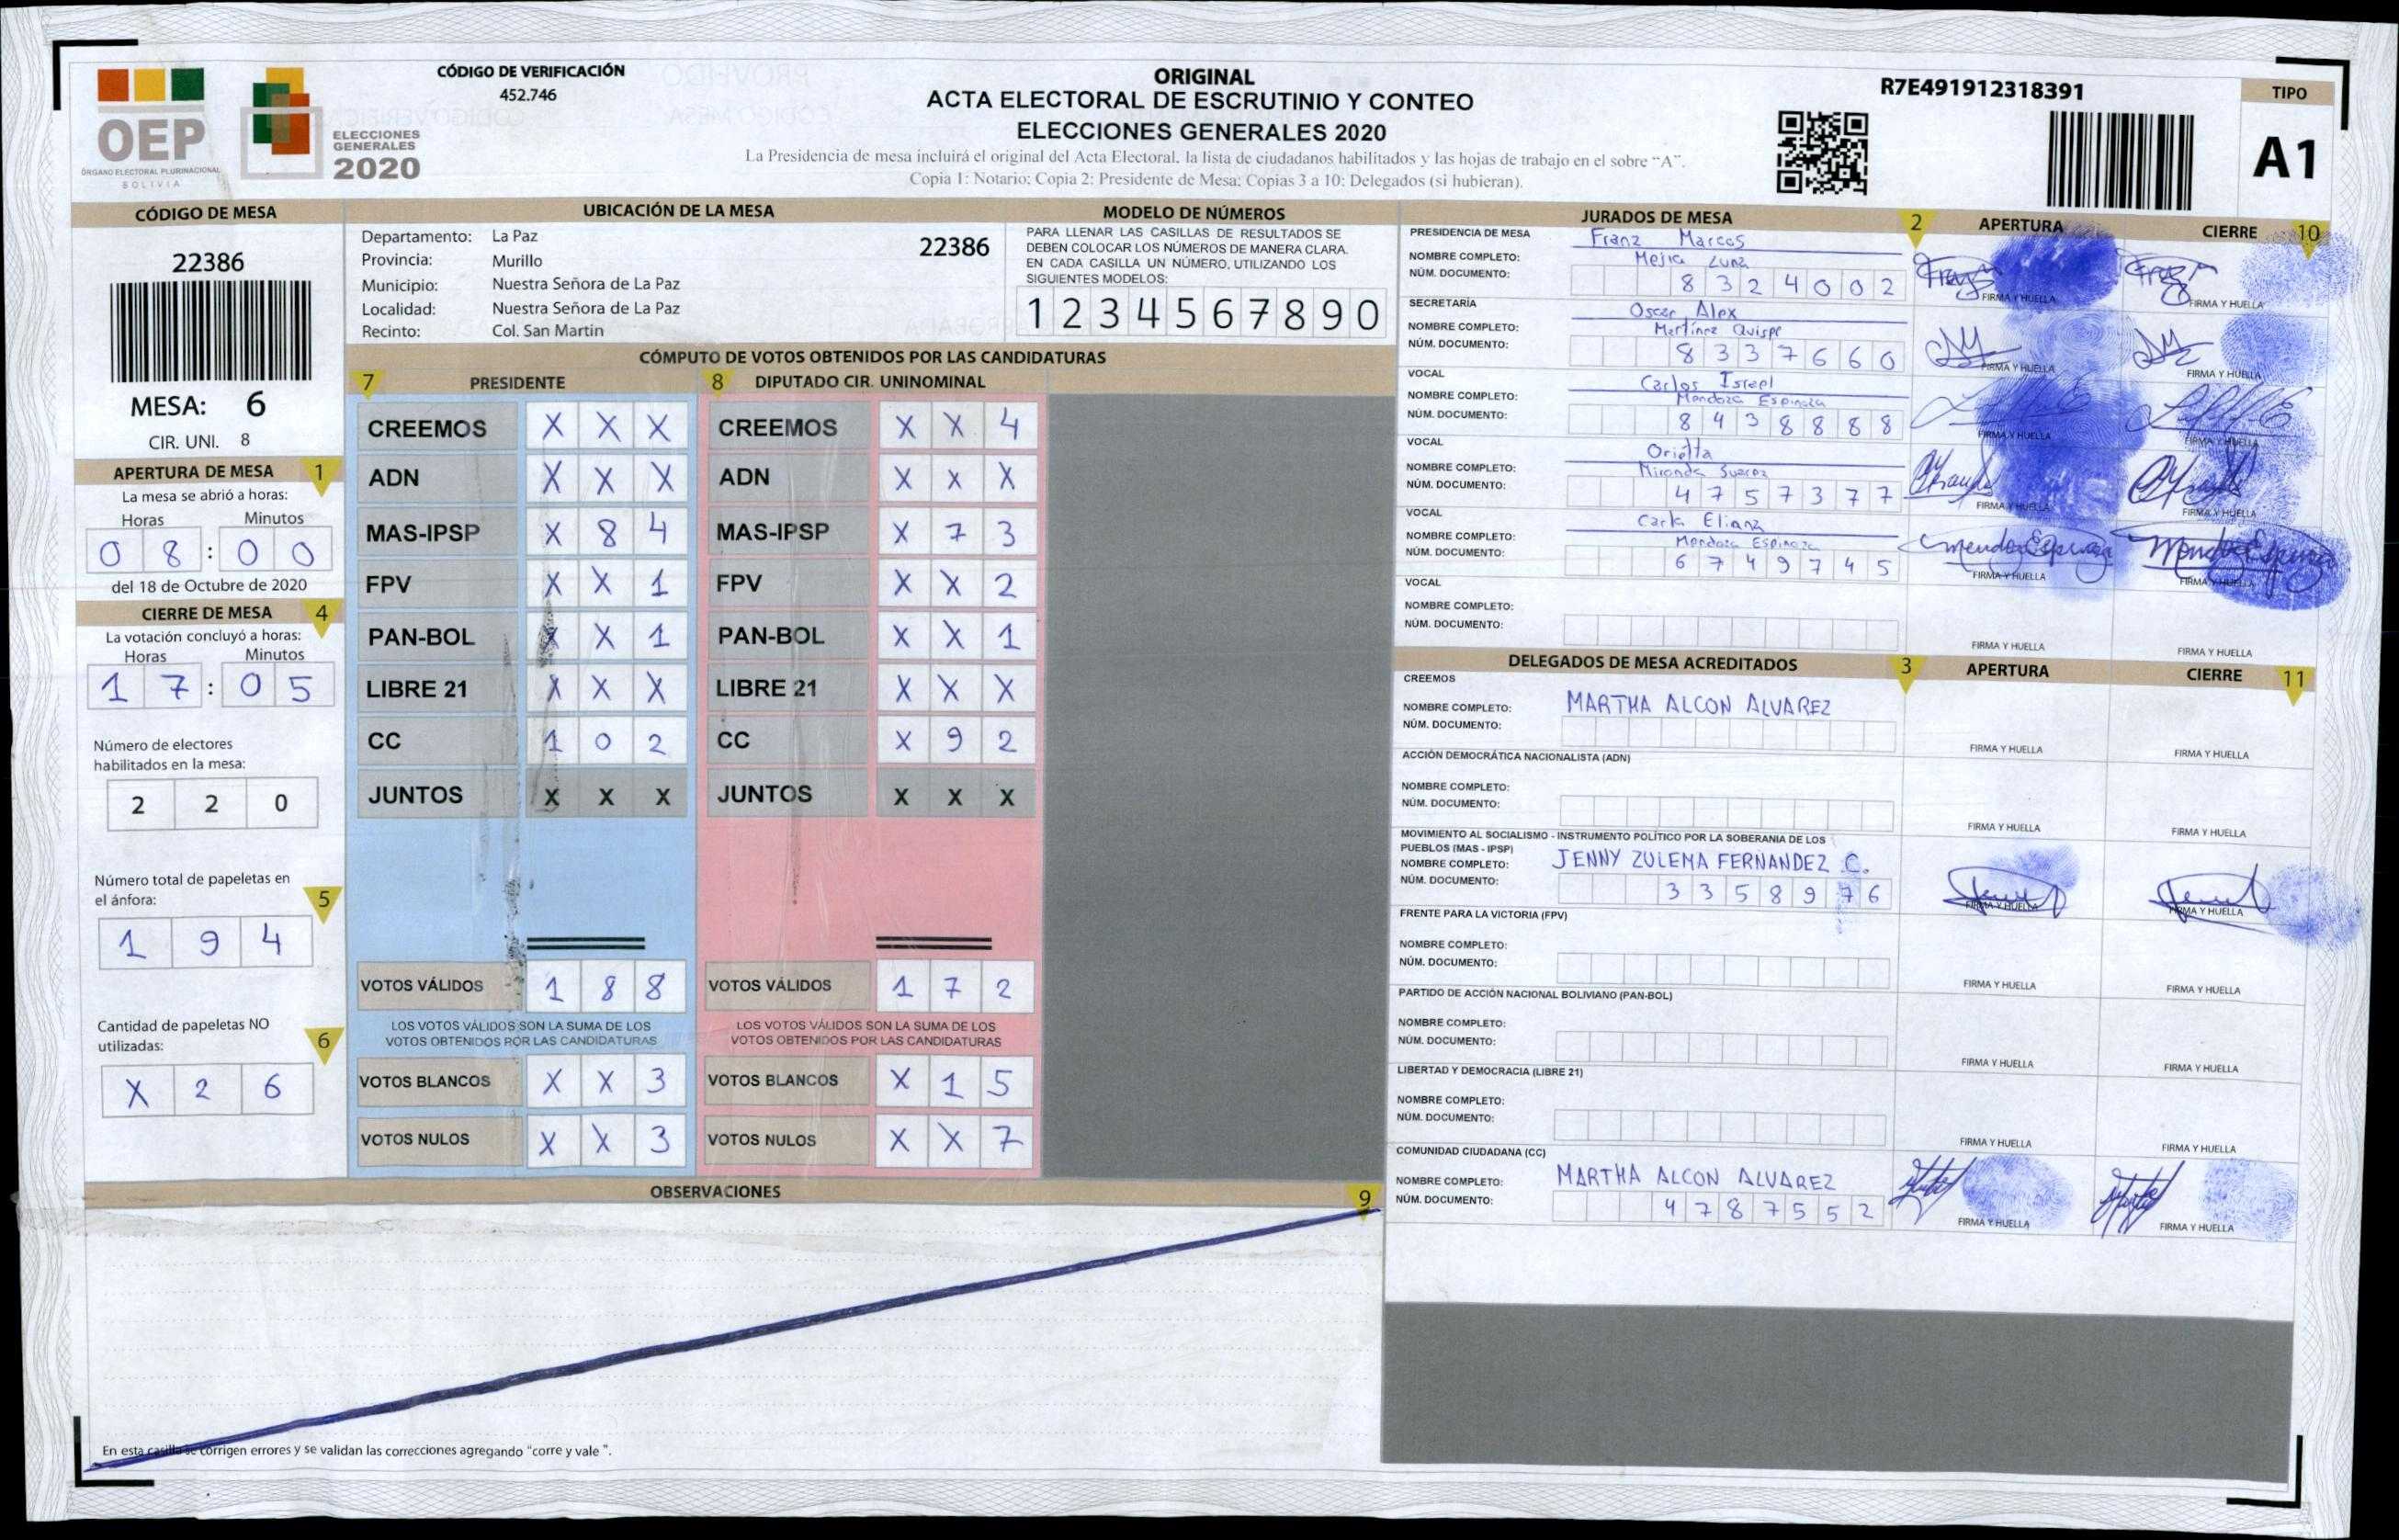 CÓDIGO DE VERIFICACIÓN
452.746
OEP
ÓRGANO ELECTORAL PLURINACIONAL
BOLIVIA
ELECCIONES
GENERALES
2020
ORIGINAL
ACTA ELECTORAL DE ESCRUTINIO Y CONTEO
ELECCIONES GENERALES 2020
La Presidencia de mesa incluirá el original del Acta Electoral, la lista de ciudadanos habilitados y las hojas de trabajo en el sobre "A".
Copia 1: Notario; Copia 2: Presidente de Mesa; Copias 3 a 10: Delegados (si hubieran).
R7E491912318391
TIPO
A1
CÓDIGO DE MESA
22386
MESA: 6
CIR. UNI. 8
APERTURA DE MESA 1
La mesa se abrió a horas:
Horas Minutos
0 8 : 0 0
del 18 de Octubre de 2020
CIERRE DE MESA 4
La votación concluyó a horas:
Horas Minutos
1 7 : 0 5
Número de electores
habilitados en la mesa:
2 2 0
Número total de papeletas en
el ánfora: 5
1 9 4
Cantidad de papeletas NO
utilizadas: 6
X 2 6
UBICACIÓN DE LA MESA
Departamento: La Paz
22386
Provincia: Murillo
Municipio: Nuestra Señora de La Paz
Localidad: Nuestra Señora de La Paz
Recinto: Col. San Martin
MODELO DE NÚMEROS
PARA LLENAR LAS CASILLAS DE RESULTADOS SE
DEBEN COLOCAR LOS NÚMEROS DE MANERA CLARA.
EN CADA CASILLA UN NÚMERO, UTILIZANDO LOS
SIGUIENTES MODELOS:
1 2 3 4 5 6 7 8 9 0
CÓMPUTO DE VOTOS OBTENIDOS POR LAS CANDIDATURAS
7 PRESIDENTE
CREEMOS X X X
ADN X X X
MAS-IPSP X 8 4
FPV X X 1
PAN-BOL X X 1
LIBRE 21 X X X
CC 1 0 2
JUNTOS X X X
VOTOS VÁLIDOS 1 8 8
LOS VOTOS VÁLIDOS SON LA SUMA DE LOS
VOTOS OBTENIDOS POR LAS CANDIDATURAS
VOTOS BLANCOS X X 3
VOTOS NULOS X X 3
8 DIPUTADO CIR. UNINOMINAL
CREEMOS X X 4
ADN X X X
MAS-IPSP X 7 3
FPV X X 2
PAN-BOL X X 1
LIBRE 21 X X X
CC X 9 2
JUNTOS X X X
VOTOS VÁLIDOS 1 7 2
LOS VOTOS VÁLIDOS SON LA SUMA DE LOS
VOTOS OBTENIDOS POR LAS CANDIDATURAS
VOTOS BLANCOS X 1 5
VOTOS NULOS X X 7
OBSERVACIONES 9
En esta casilla se corrigen errores y se validan las correcciones agregando "corre y vale ".
JURADOS DE MESA 2 APERTURA CIERRE 10
PRESIDENCIA DE MESA Franz Marcos
NOMBRE COMPLETO: Mejia Luna
NÚM. DOCUMENTO: 8 3 2 4 0 0 2
FIRMA Y HUELLA FIRMA Y HUELLA
SECRETARÍA Oscar Alex
NOMBRE COMPLETO: Martínez Quispe
NÚM. DOCUMENTO: 8 3 3 7 6 6 0
FIRMA Y HUELLA FIRMA Y HUELLA
VOCAL Carlos Israel
NOMBRE COMPLETO: Mendoza Espinoza
NÚM. DOCUMENTO: 8 4 3 8 8 8 8
FIRMA Y HUELLA FIRMA Y HUELLA
VOCAL Orietta
NOMBRE COMPLETO: Miranda Suarez
NÚM. DOCUMENTO: 4 7 5 7 3 7 7
FIRMA Y HUELLA FIRMA Y HUELLA
VOCAL Carla Eliana
NOMBRE COMPLETO: Mendoza Espinoza
NÚM. DOCUMENTO: 6 7 4 9 7 4 5
FIRMA Y HUELLA FIRMA Y HUELLA
VOCAL
NOMBRE COMPLETO:
NÚM. DOCUMENTO:
FIRMA Y HUELLA FIRMA Y HUELLA
DELEGADOS DE MESA ACREDITADOS 3 APERTURA CIERRE 11
CREEMOS
NOMBRE COMPLETO: MARTHA ALCON ALVAREZ
NÚM. DOCUMENTO:
FIRMA Y HUELLA FIRMA Y HUELLA
ACCIÓN DEMOCRÁTICA NACIONALISTA (ADN)
NOMBRE COMPLETO:
NÚM. DOCUMENTO:
FIRMA Y HUELLA FIRMA Y HUELLA
MOVIMIENTO AL SOCIALISMO - INSTRUMENTO POLÍTICO POR LA SOBERANIA DE LOS
PUEBLOS (MAS - IPSP)
NOMBRE COMPLETO: JENNY ZULEMA FERNANDEZ C.
NÚM. DOCUMENTO: 3 3 5 8 9 7 6
FIRMA Y HUELLA FIRMA Y HUELLA
FRENTE PARA LA VICTORIA (FPV)
NOMBRE COMPLETO:
NÚM. DOCUMENTO:
FIRMA Y HUELLA FIRMA Y HUELLA
PARTIDO DE ACCIÓN NACIONAL BOLIVIANO (PAN-BOL)
NOMBRE COMPLETO:
NÚM. DOCUMENTO:
FIRMA Y HUELLA FIRMA Y HUELLA
LIBERTAD Y DEMOCRACIA (LIBRE 21)
NOMBRE COMPLETO:
NÚM. DOCUMENTO:
FIRMA Y HUELLA FIRMA Y HUELLA
COMUNIDAD CIUDADANA (CC)
NOMBRE COMPLETO: MARTHA ALCON ALVAREZ
NÚM. DOCUMENTO: 4 7 8 7 5 5 2
FIRMA Y HUELLA FIRMA Y HUELLA